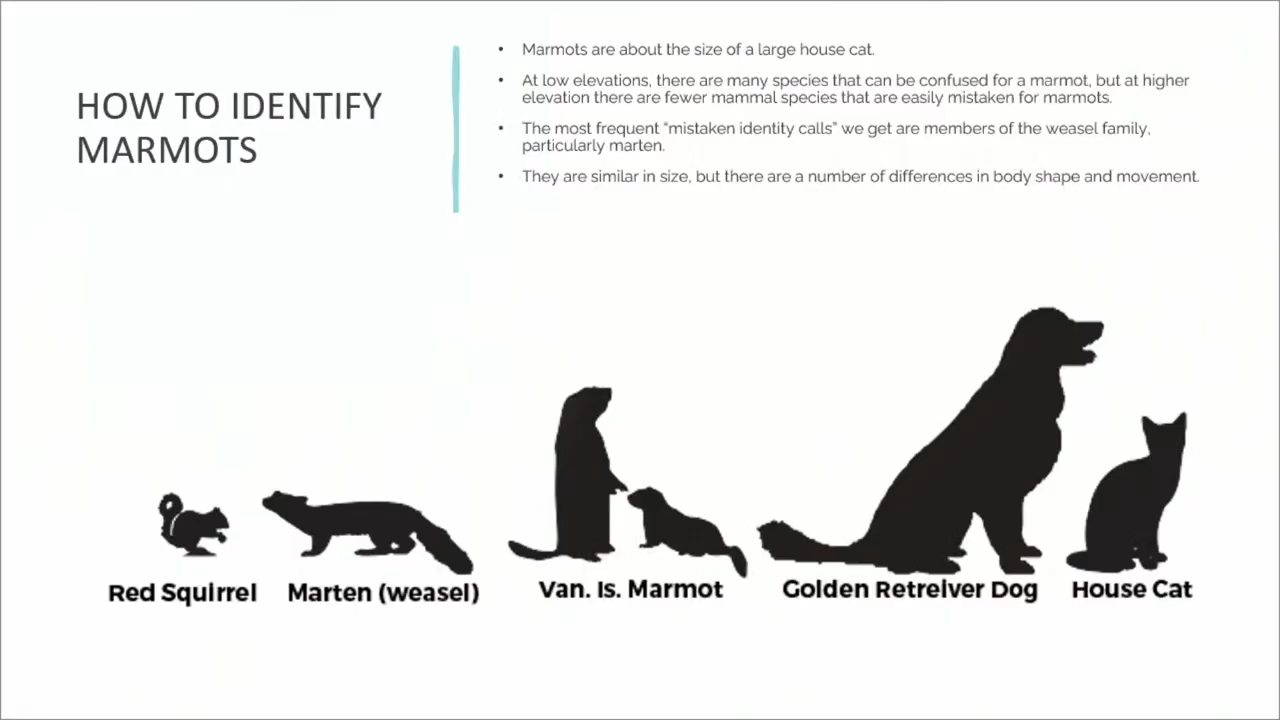 HOW TO IDENTIFY
MARMOTS
• Marmots are about the size of a large house cat.
• At low elevations, there are many species that can be confused for a marmot, but at higher
elevation there are fewer mammal species that are easily mistaken for marmots.
• The most frequent “mistaken identity calls” we get are members of the weasel family,
particularly marten.
• They are similar in size, but there are a number of differences in body shape and movement.
Red Squirrel
Marten (weasel)
Van. Is. Marmot
Golden Retreiver Dog
House Cat